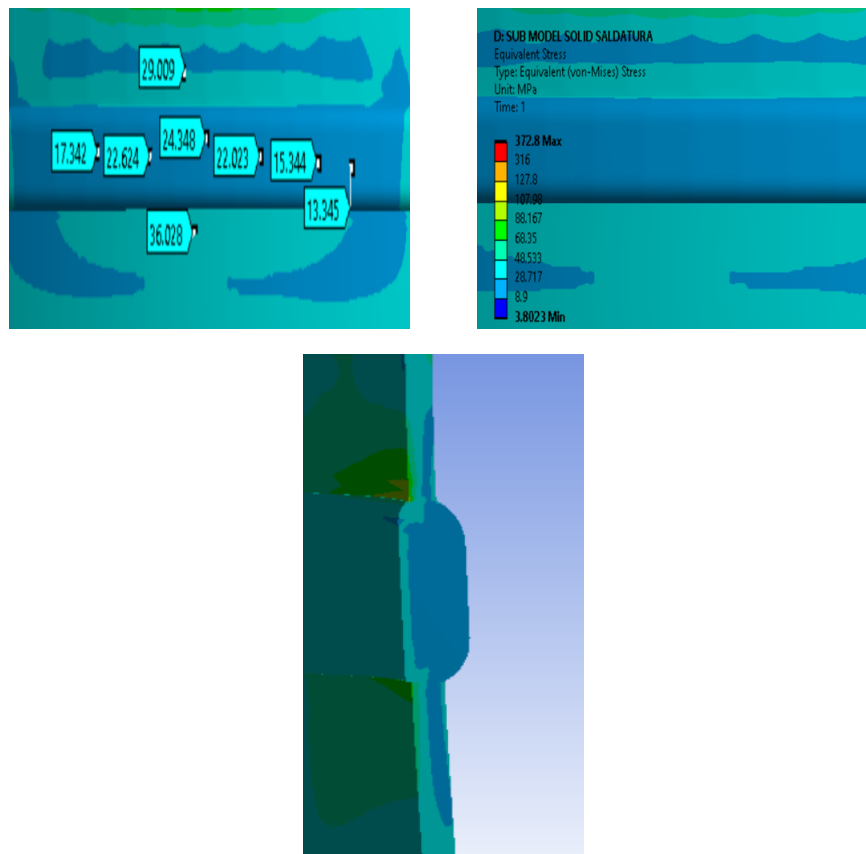 29.009
17.342
22.624
24.348
22.023
15.344
13.345
36.028
D: SUB MODEL SOLID SALDATURA
Equivalent Stress
Type: Equivalent (von-Mises) Stress
Unit: MPa
Time: 1
372.8 Max
316
127.8
107.98
88.167
68.35
48.533
28.717
8.9
3.8023 Min